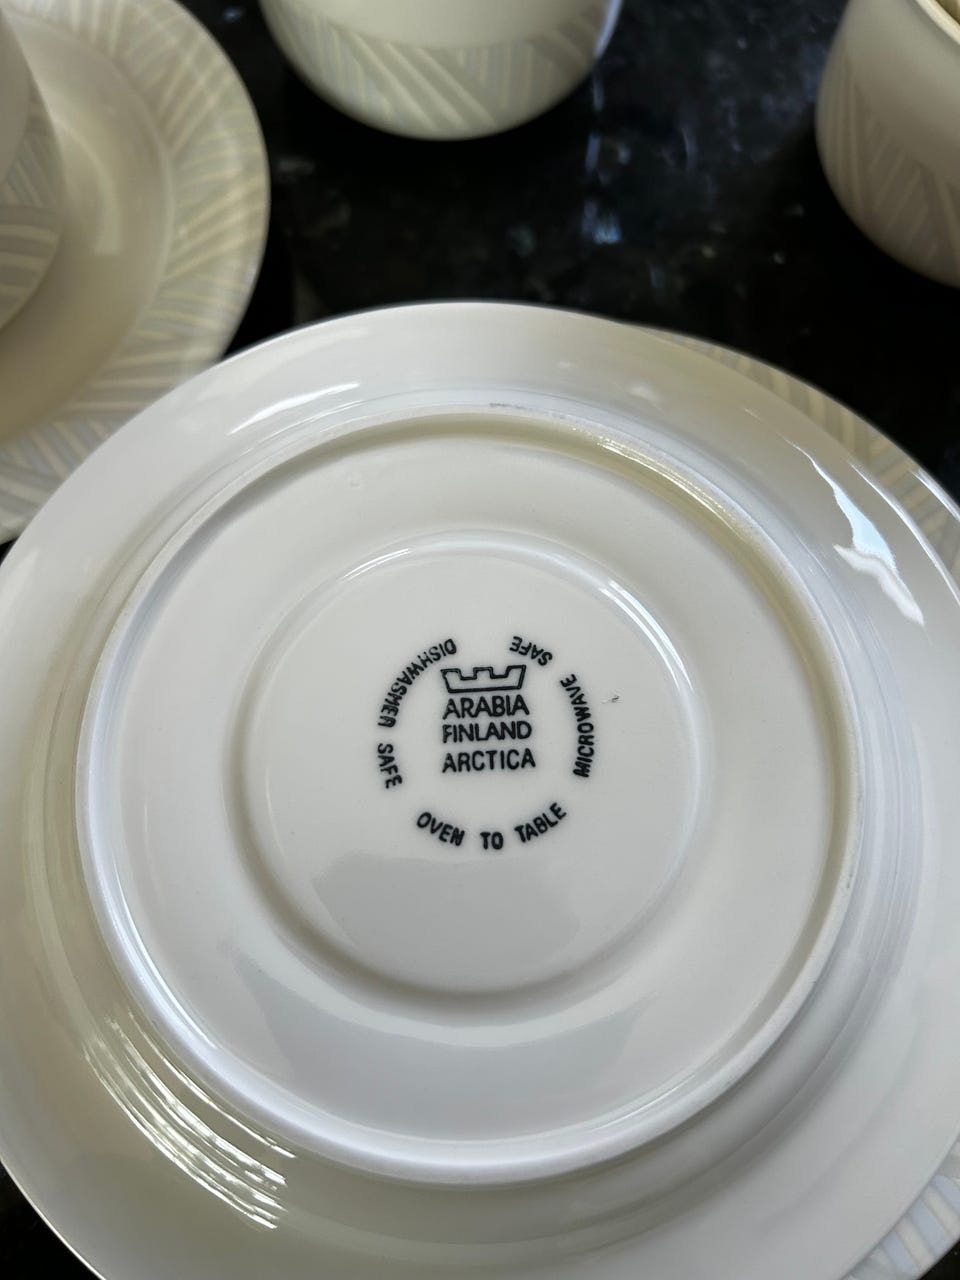 ARABIA
FINLAND
ARCTICA
DISHWASHER SAFE
OVEN TO TABLE
MICROWAVE SAFE